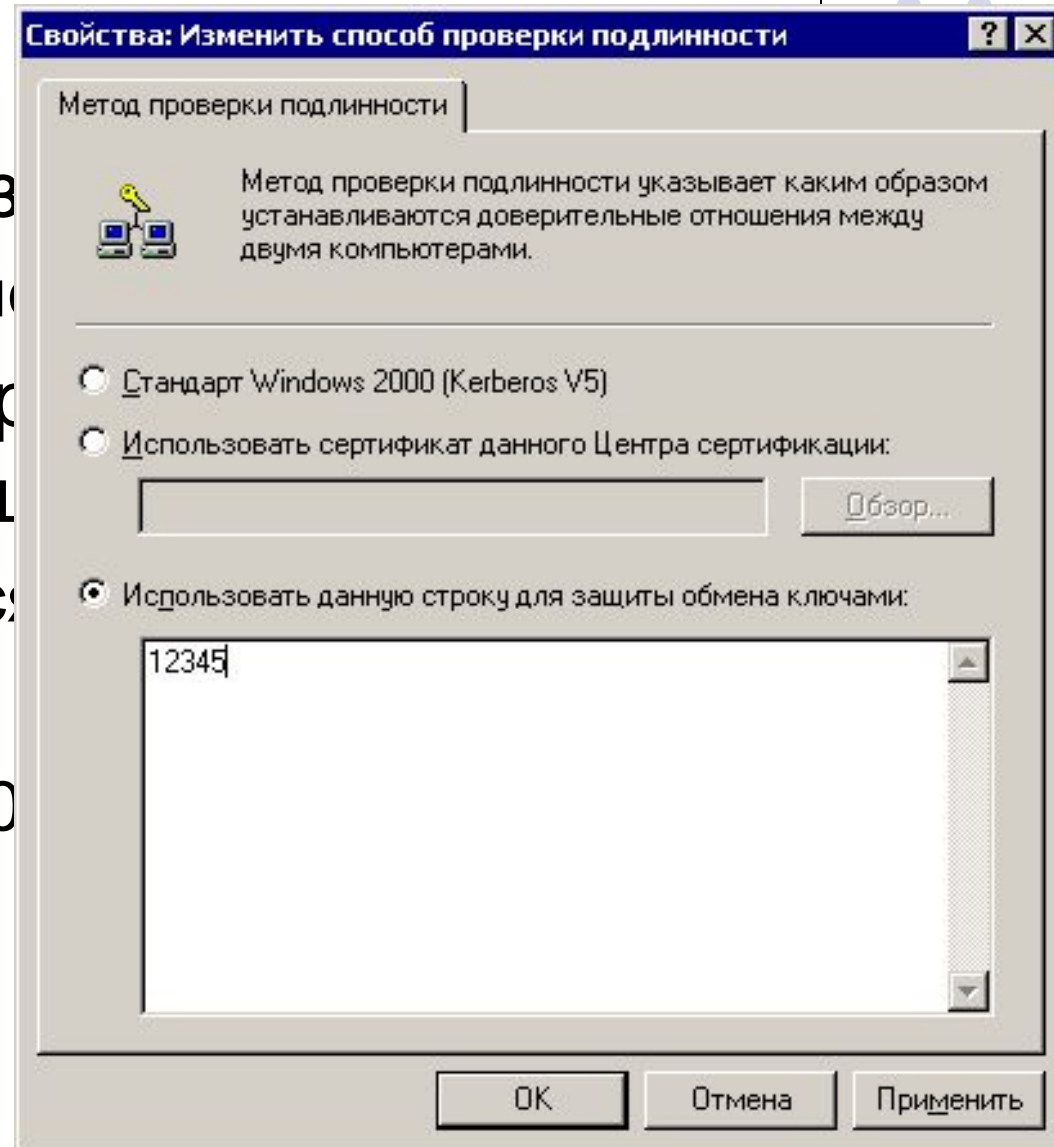 Свойства: Изменить способ проверки подлинности
Метод проверки подлинности
Метод проверки подлинности указывает каким образом
устанавливаются доверительные отношения между
двумя компьютерами.
Стандарт Windows 2000 (Kerberos V5)
Использовать сертификат данного Центра сертификации:
Обзор...
Использовать данную строку для защиты обмена ключами:
12345
OK
Отмена
Применить